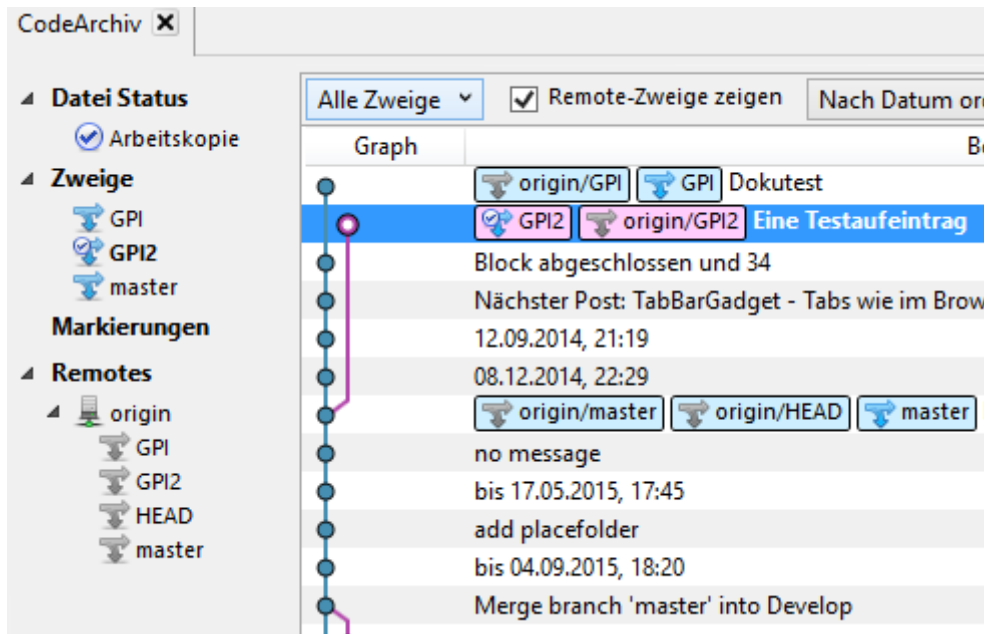 CodeArchiv
Datei Status
Arbeitskopie
Zweige
GPI
GPI2
master
Markierungen
Remotes
origin
GPI
GPI2
HEAD
master
Alle Zweige Remote-Zweige zeigen Nach Datum
Graph
origin/GPI GPI Dokutest
GPI2 origin/GPI2 Eine Testaufeintrag
Block abgeschlossen und 34
Nächster Post: TabBarGadget - Tabs wie im
12.09.2014, 21:19
08.12.2014, 22:29
origin/master origin/HEAD master
no message
bis 17.05.2015, 17:45
add placefolder
bis 04.09.2015, 18:20
Merge branch 'master' into Develop